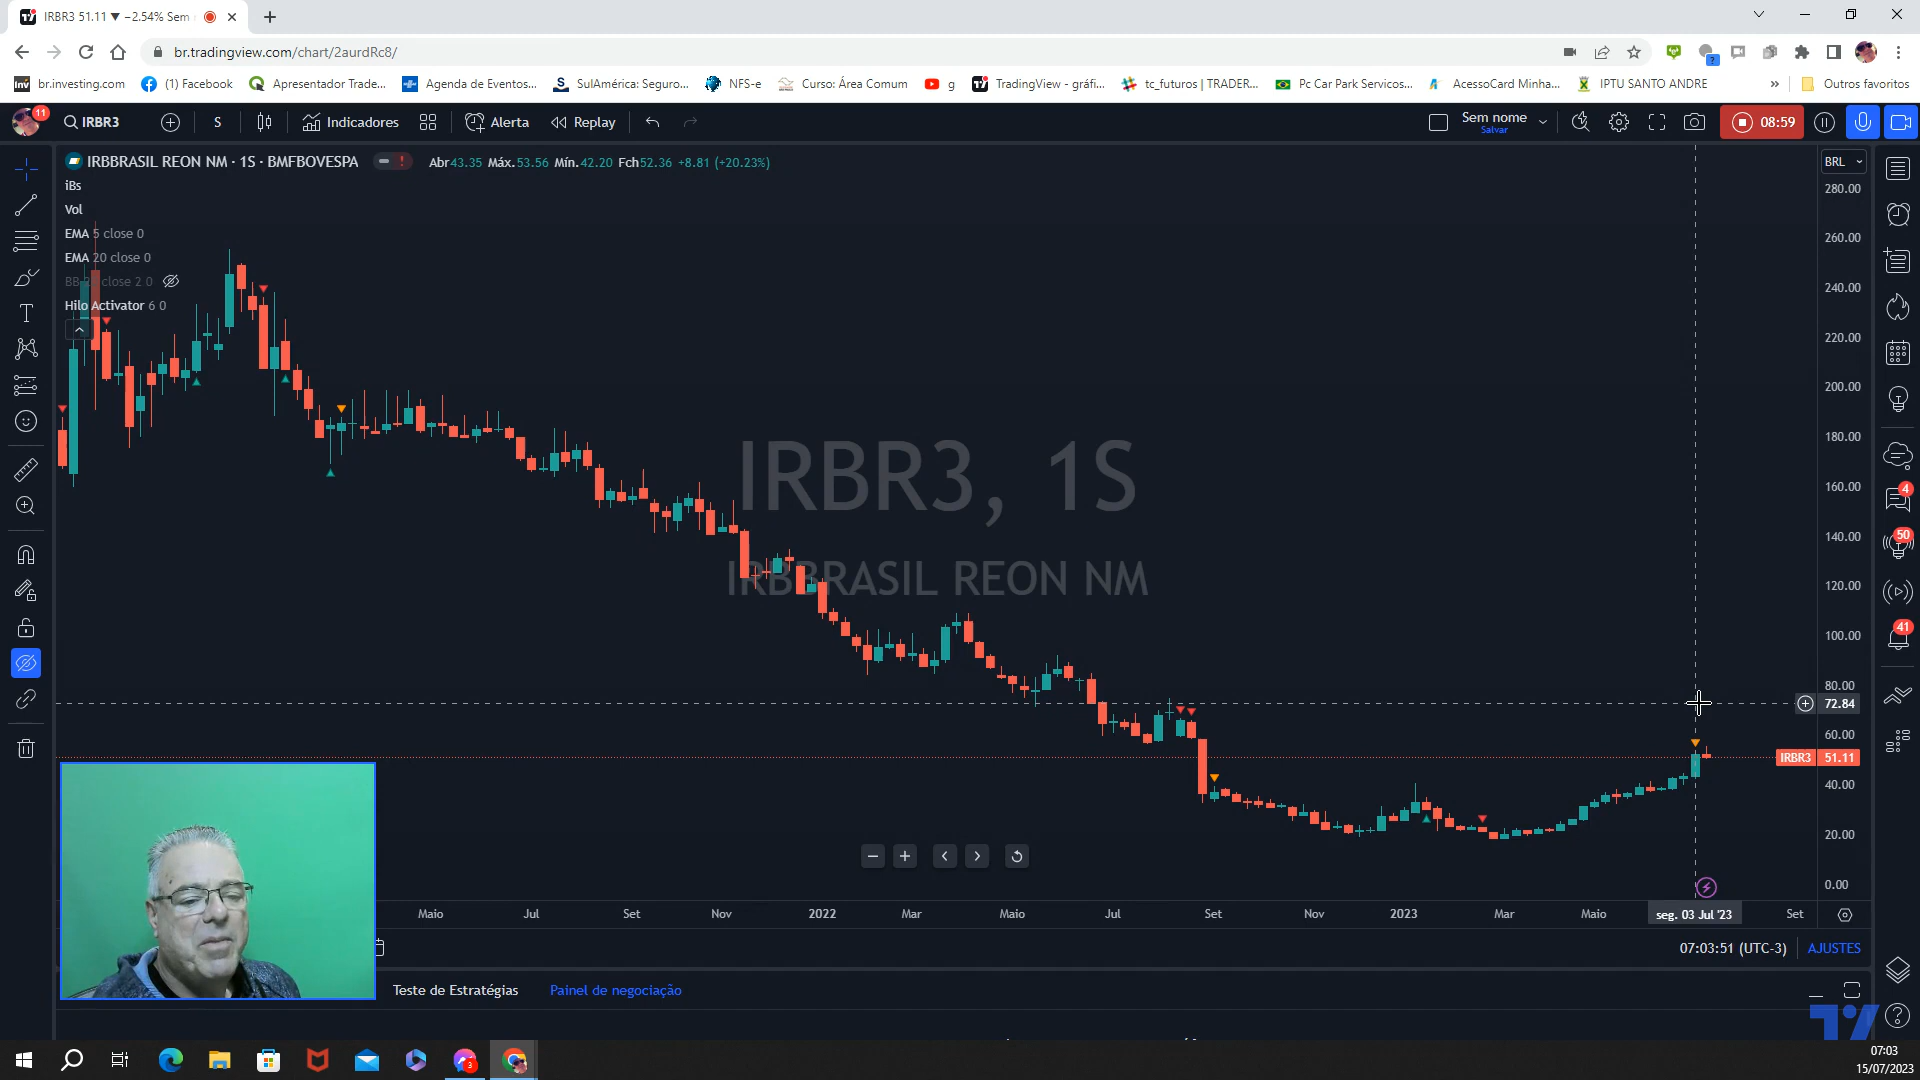 IRBR3 51.11 ▼ −2.54% Sem
br.tradingview.com/chart/2aurdRc8/
br.investing.com
(1) Facebook
Apresentador Trade...
Agenda de Eventos...
SulAmérica: Seguro...
NFS-e
Curso: Área Comum
g
TradingView - gráfi...
tc_futuros | TRADER...
Pc Car Park Servicos...
AcessoCard Minha...
IPTU SANTO ANDRE
»
Outros favoritos
11
IRBR3
S
Indicadores
Alerta
Replay
Sem nome
Salvar
08:59
IRBBRASIL REON NM · 1S · BMFBOVESPA
Abr43.35 Máx.53.56 Mín.42.20 Fch52.36 +8.81 (+20.23%)
BRL
iBs
Vol
EMA 5 close 0
EMA 20 close 0
BB 20 close 2 0
Hilo Activator 6 0
IRBR3, 1S
IRBBRASIL REON NM
280.00
260.00
240.00
220.00
200.00
180.00
160.00
140.00
120.00
100.00
80.00
72.84
60.00
IRBR3 51.11
40.00
20.00
0.00
4
50
41
Maio
Jul
Set
Nov
2022
Mar
Maio
Jul
Set
Nov
2023
Mar
Maio
seg. 03 Jul '23
Set
07:03:51 (UTC-3)
AJUSTES
Teste de Estratégias
Painel de negociação
3
07:03
15/07/2023